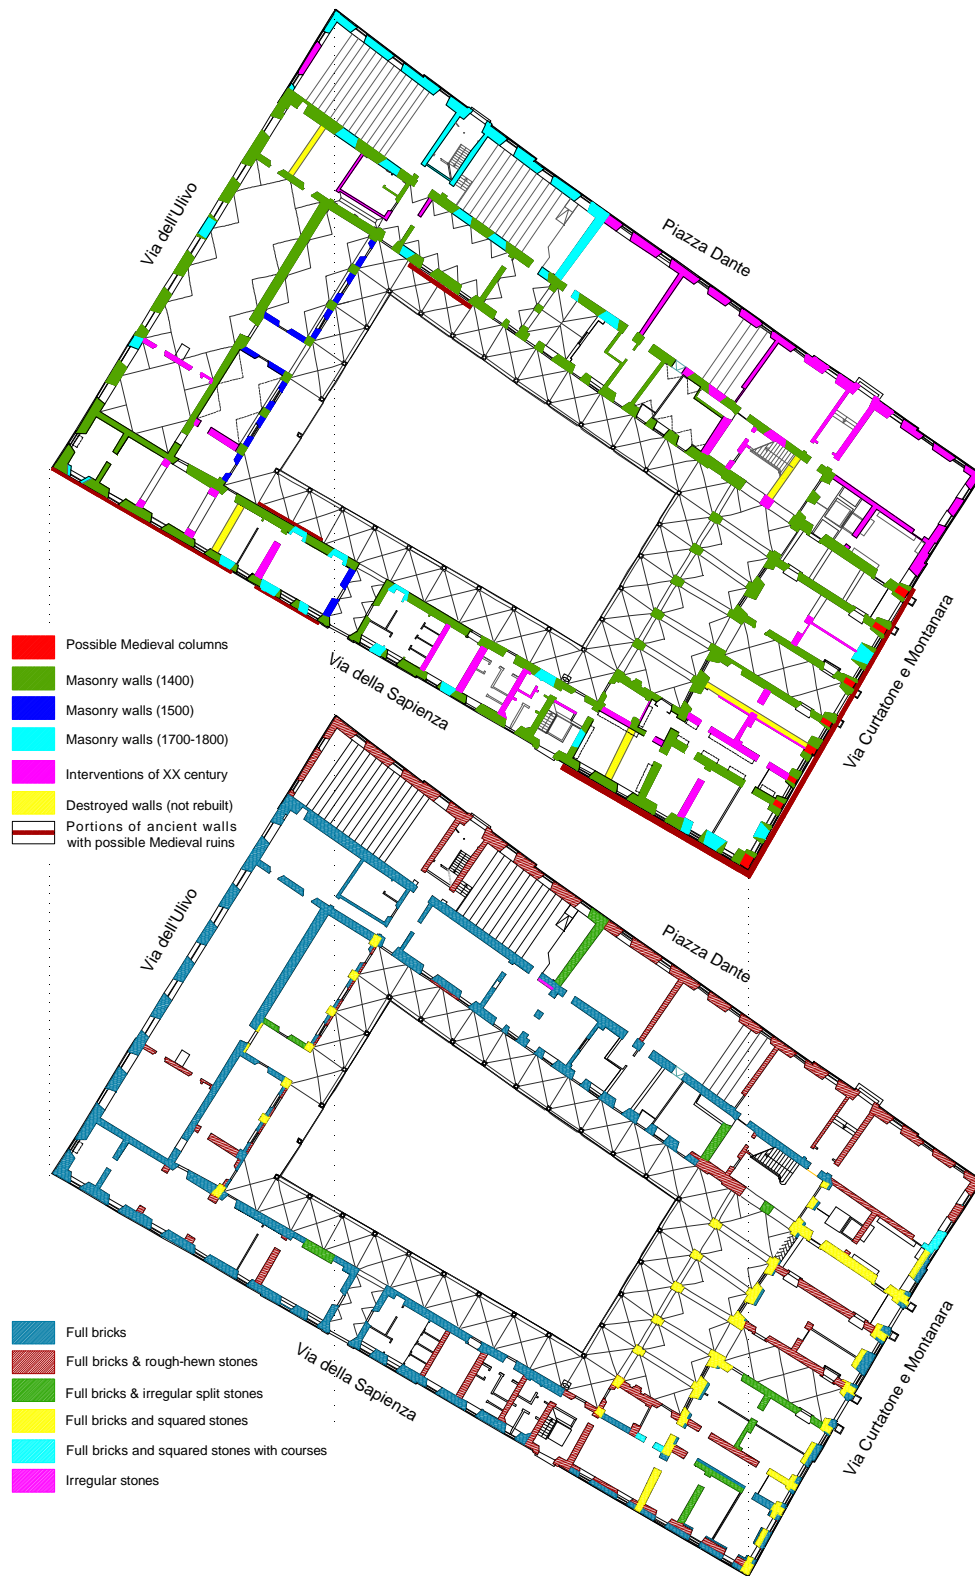 Piazza Dante
Via dell'Ulivo
Via Curtatone e Montanara
Via della Sapienza
Possible Medieval columns
Masonry walls (1400)
Masonry walls (1500)
Masonry walls (1700-1800)
Interventions of XX century
Destroyed walls (not rebuilt)
Portions of ancient walls
with possible Medieval ruins
Piazza Dante
Via dell'Ulivo
Via Curtatone e Montanara
Via della Sapienza
Full bricks
Full bricks & rough-hewn stones
Full bricks & irregular split stones
Full bricks and squared stones
Full bricks and squared stones with courses
Irregular stones